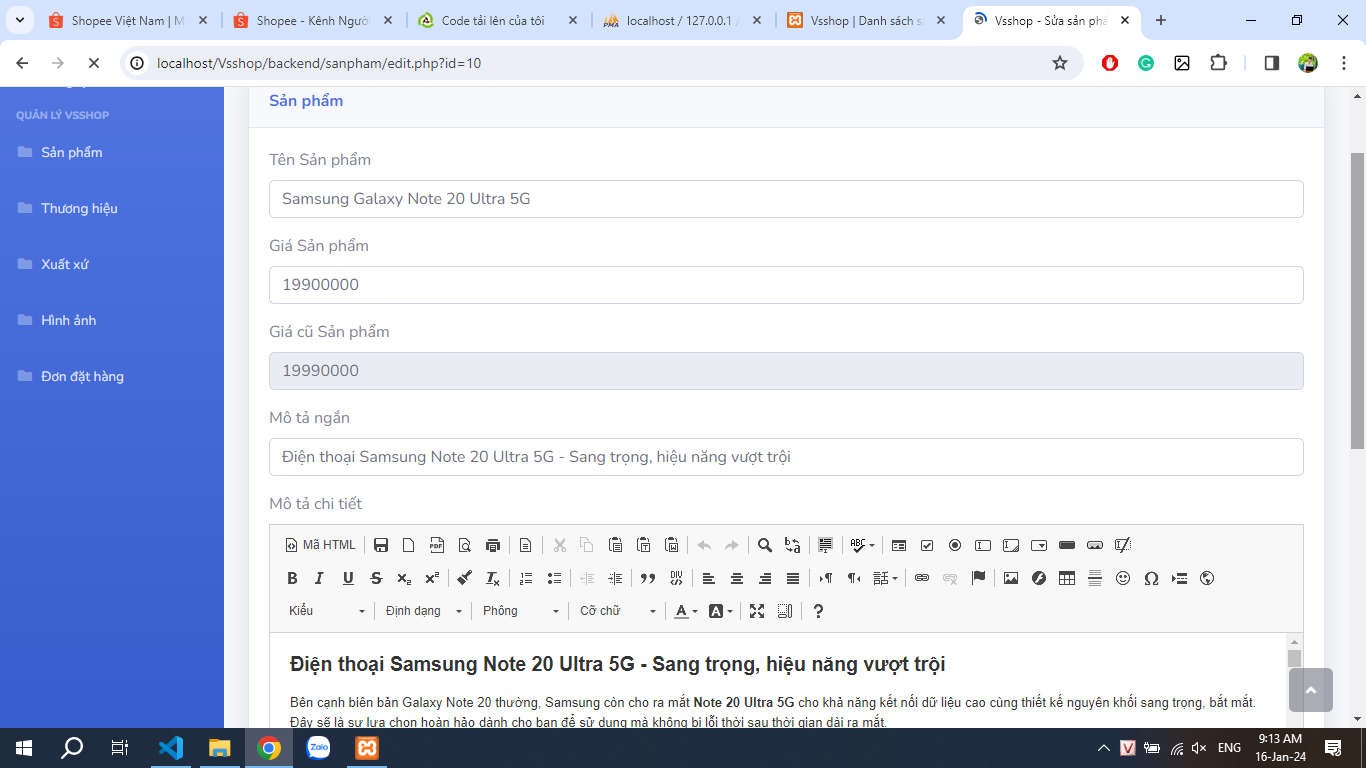 Shopee Việt Nam | M
Shopee - Kênh Người
Code tải lên của tôi
localhost / 127.0.0.1 /
Vsshop | Danh sách s
Vsshop - Sửa sản phẩ
localhost/Vsshop/backend/sanpham/edit.php?id=10
QUẢN LÝ VSSHOP
Sản phẩm
Thương hiệu
Xuất xứ
Hình ảnh
Đơn đặt hàng
Sản phẩm
Tên Sản phẩm
Samsung Galaxy Note 20 Ultra 5G
Giá Sản phẩm
19900000
Giá cũ Sản phẩm
19990000
Mô tả ngắn
Điện thoại Samsung Note 20 Ultra 5G - Sang trọng, hiệu năng vượt trội
Mô tả chi tiết
Mã HTML
Kiểu Định dạng Phông Cỡ chữ
Điện thoại Samsung Note 20 Ultra 5G - Sang trọng, hiệu năng vượt trội
Bên cạnh biên bản Galaxy Note 20 thường, Samsung còn cho ra mắt Note 20 Ultra 5G cho khả năng kết nối dữ liệu cao cùng thiết kế nguyên khối sang trọng, bắt mắt.
Đây sẽ là sự lựa chọn hoàn hảo dành cho bạn để sử dụng mà không bị lỗi thời sau thời gian dài ra mắt.
Zalo
ENG
9:13 AM
16-Jan-24